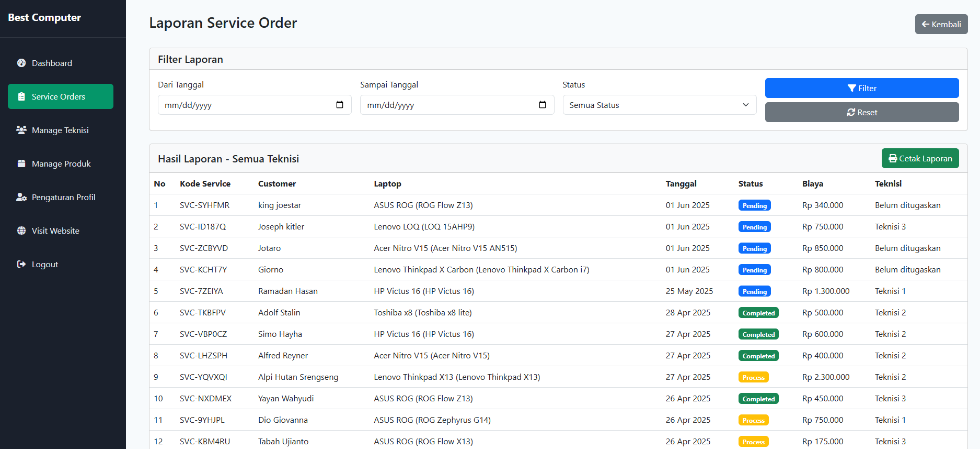 Best Computer
Dashboard
Service Orders
Manage Teknisi
Manage Produk
Pengaturan Profil
Visit Website
Logout
Laporan Service Order
Kembali
Filter Laporan
Dari Tanggal Sampai Tanggal Status
mm/dd/yyyy mm/dd/yyyy Semua Status
Filter
Reset
Hasil Laporan - Semua Teknisi
Cetak Laporan
No Kode Service Customer Laptop Tanggal Status Biaya Teknisi
1 SVC-SYHFMR king joestar ASUS ROG (ROG Flow Z13) 01 Jun 2025 Pending Rp 340.000 Belum ditugaskan
2 SVC-ID187Q Joseph kitler Lenovo LOQ (LOQ 15AHP9) 01 Jun 2025 Pending Rp 750.000 Teknisi 3
3 SVC-ZCBYVD Jotaro Acer Nitro V15 (Acer Nitro V15 AN515) 01 Jun 2025 Pending Rp 850.000 Belum ditugaskan
4 SVC-KCHT7Y Giorno Lenovo Thinkpad X Carbon (Lenovo Thinkpad X Carbon i7) 01 Jun 2025 Pending Rp 800.000 Belum ditugaskan
5 SVC-7ZEIYA Ramadan Hasan HP Victus 16 (HP Victus 16) 25 May 2025 Pending Rp 1.300.000 Teknisi 1
6 SVC-TKBFPV Adolf Stalin Toshiba x8 (Toshiba x8 lite) 28 Apr 2025 Completed Rp 500.000 Teknisi 2
7 SVC-VBP0CZ Simo Hayha HP Victus 16 (HP Victus 16) 27 Apr 2025 Completed Rp 600.000 Teknisi 2
8 SVC-LHZSPH Alfred Reyner Acer Nitro V15 (Acer Nitro V15) 27 Apr 2025 Completed Rp 400.000 Teknisi 2
9 SVC-YQVXQI Alpi Hutan Srengseng Lenovo Thinkpad X13 (Lenovo Thinkpad X13) 27 Apr 2025 Process Rp 2.300.000 Teknisi 2
10 SVC-NXDMEX Yayan Wahyudi ASUS ROG (ROG Flow Z13) 26 Apr 2025 Completed Rp 450.000 Teknisi 3
11 SVC-9YHJPL Dio Giovanna ASUS ROG (ROG Zephyrus G14) 26 Apr 2025 Process Rp 750.000 Teknisi 1
12 SVC-KBM4RU Tabah Ujianto ASUS ROG (ROG Flow X13) 26 Apr 2025 Process Rp 175.000 Teknisi 3